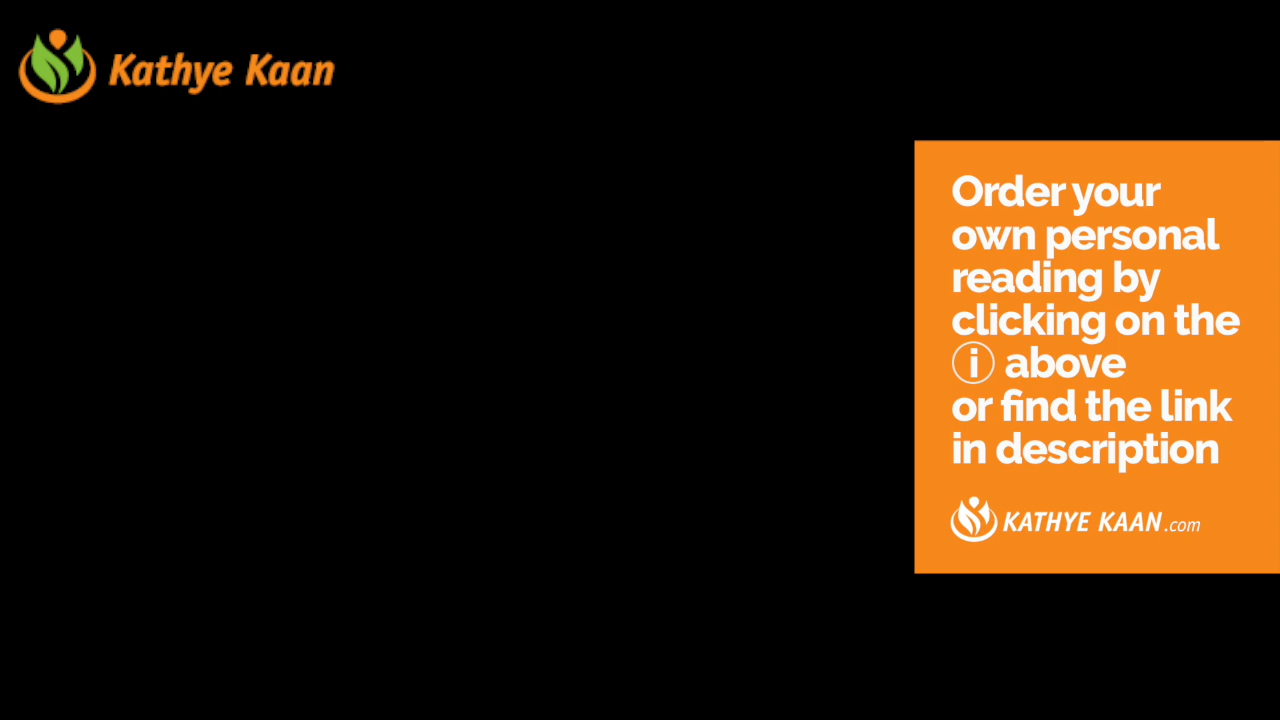 Kathye Kaan
Order your
own personal
reading by
clicking on the
i above
or find the link
in description
KATHYE KAAN.com